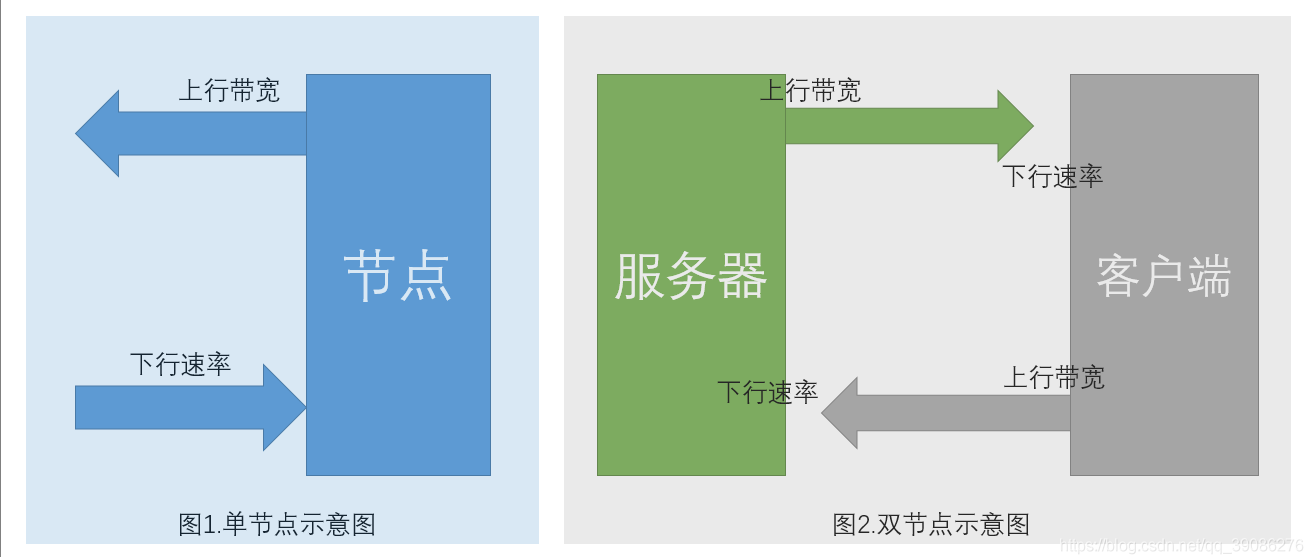 上行带宽
节点
下行速率
图1.单节点示意图
上行带宽
下行速率
服务器
客户端
上行带宽
下行速率
图2.双节点示意图
https://blog.csdn.net/qq_39086276